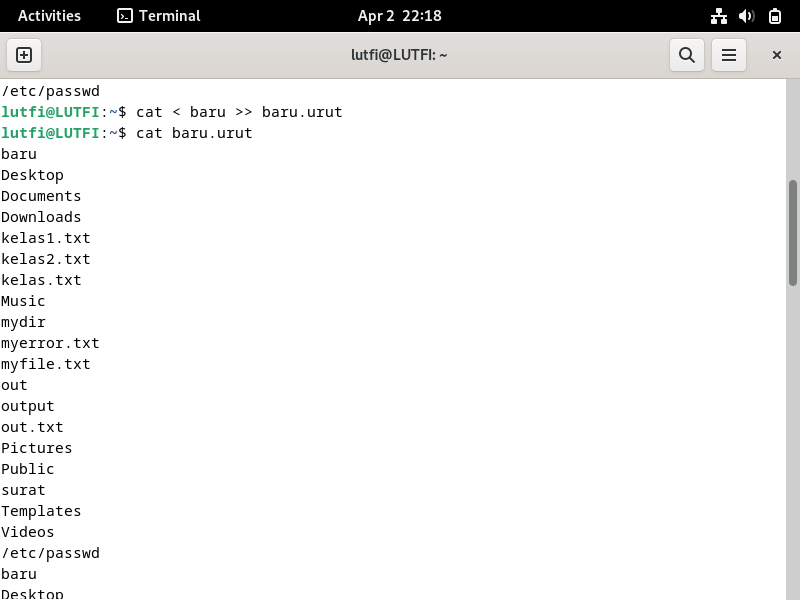 Activities Terminal Apr 2 22:18
lutfi@LUTFI: ~
/etc/passwd
lutfi@LUTFI:~$ cat < baru >> baru.urut
lutfi@LUTFI:~$ cat baru.urut
baru
Desktop
Documents
Downloads
kelas1.txt
kelas2.txt
kelas.txt
Music
mydir
myerror.txt
myfile.txt
out
output
out.txt
Pictures
Public
surat
Templates
Videos
/etc/passwd
baru
Desktop